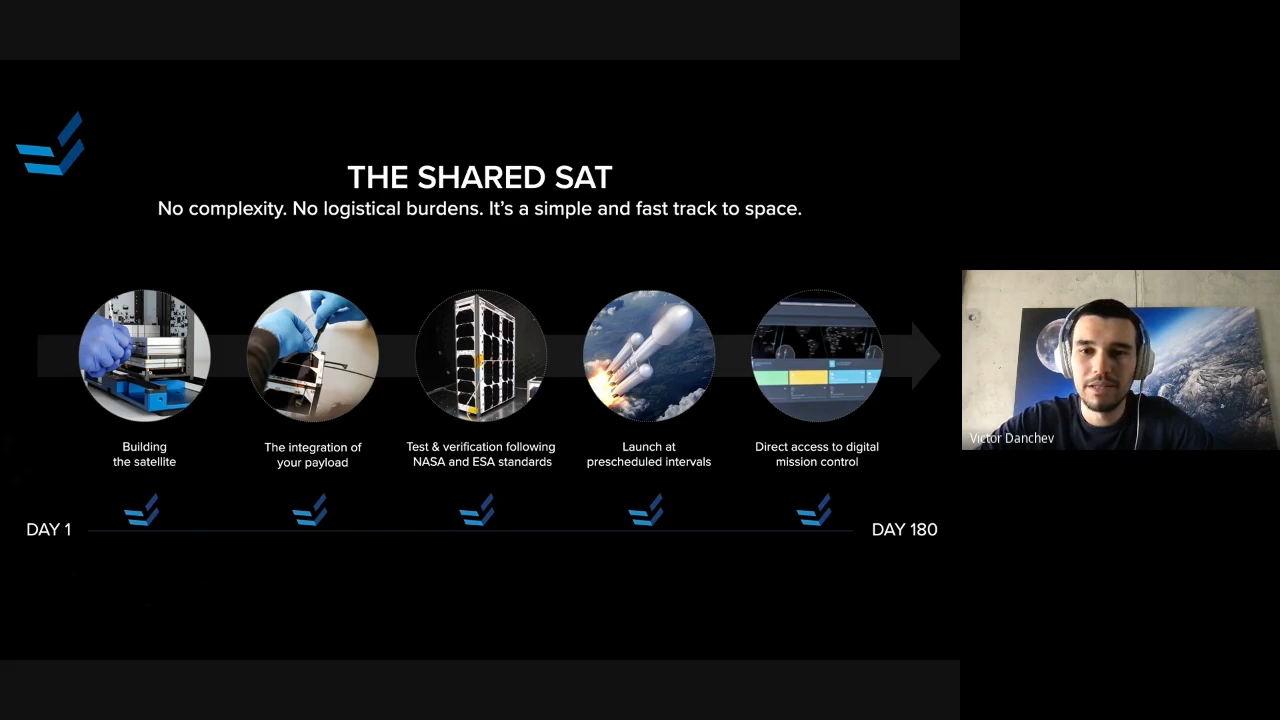 THE SHARED SAT
No complexity. No logistical burdens. It's a simple and fast track to space.
Building
the satellite
The integration of
your payload
Test & verification following
NASA and ESA standards
Launch at
prescheduled intervals
Direct access to digital
mission control
DAY 1
DAY 180
Victor Danchev